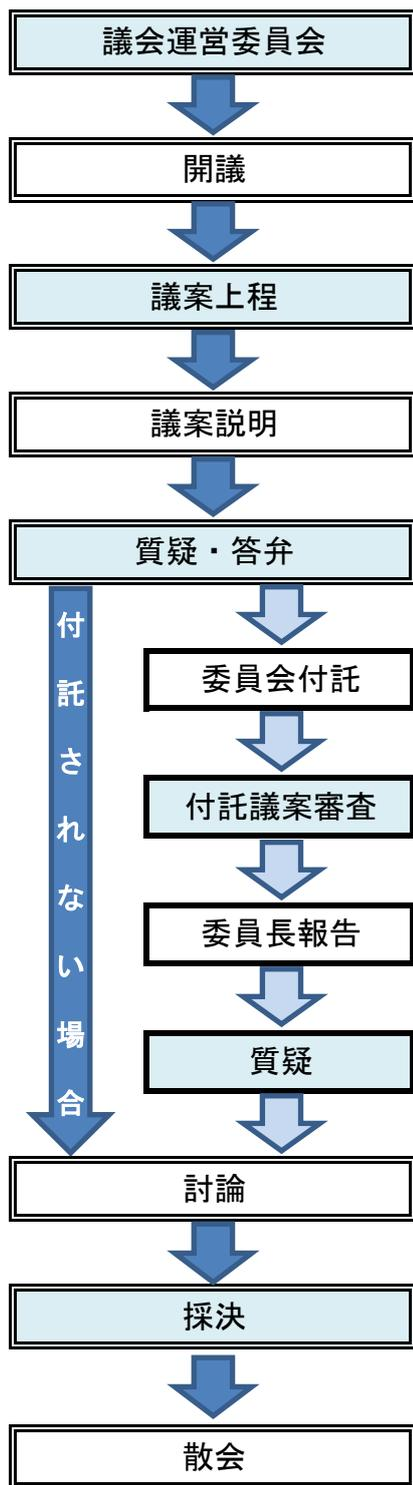 議会運営委員会
開議
議案上程
議案説明
質疑・答弁
付託されない場合
委員会付託
付託議案審査
委員長報告
質疑
討論
採決
散会